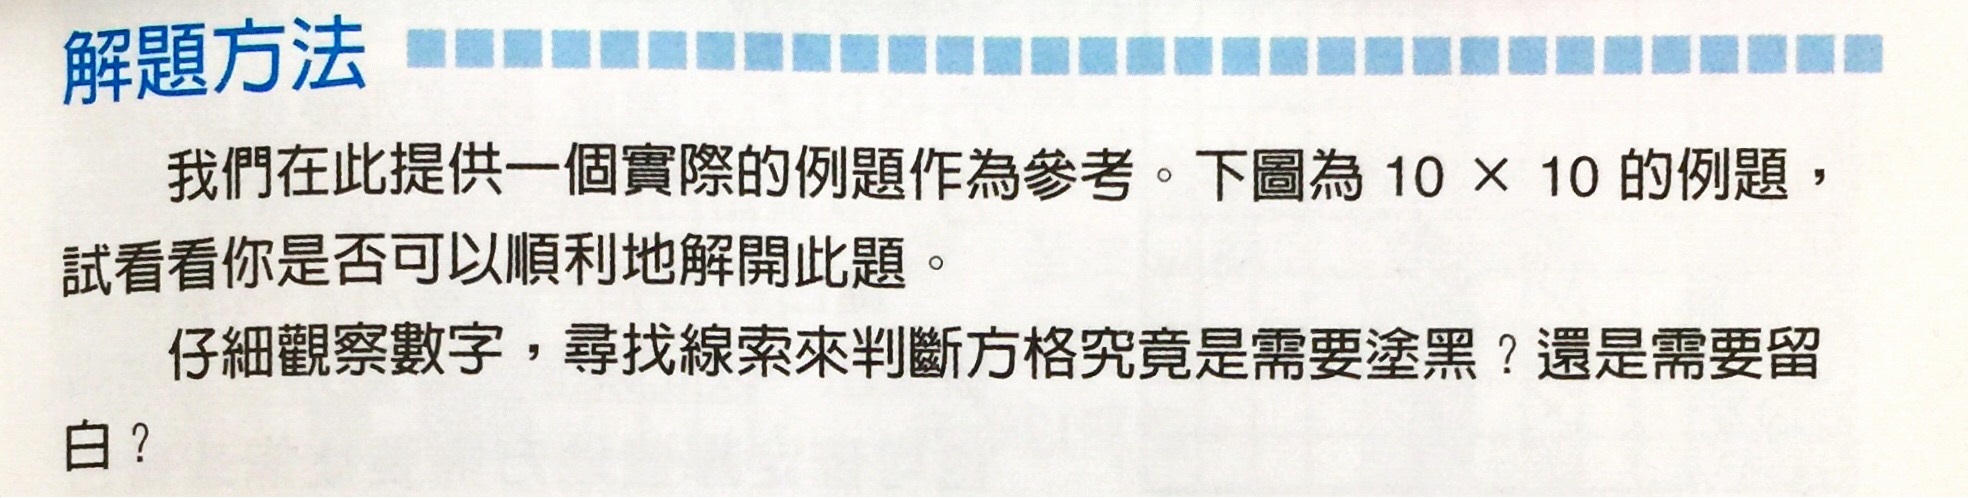 解題方法
我們在此提供一個實際的例題作為參考。下圖為 10 × 10 的例題，
試看看你是否可以順利地解開此題。
仔細觀察數字，尋找線索來判斷方格究竟是需要塗黑？還是需要留
白？